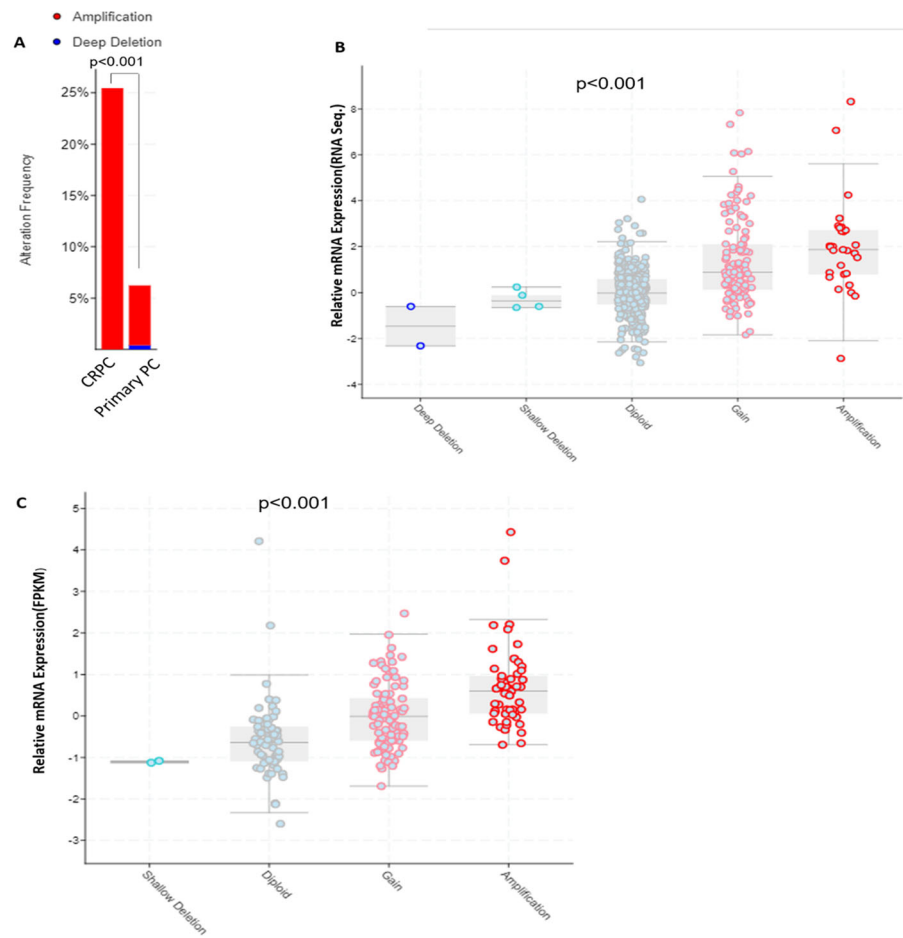 Amplification
Deep Deletion
A
p<0.001
25%
20%
15%
10%
5%
Alteration Frequency
CRPC
Primary PC
B
p<0.001
Relative mRNA Expression(RNA Seq.)
8
6
4
2
0
-2
-4
Deep Deletion
Shallow Deletion
Diploid
Gain
Amplification
C
p<0.001
Relative mRNA Expression(FPKM)
5
4
3
2
1
0
-1
-2
-3
Shallow Deletion
Diploid
Gain
Amplification